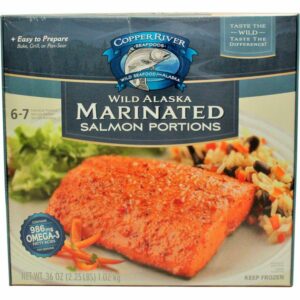 + Easy to Prepare
Bake, Grill, or Pan-Sear
COPPER RIVER
SEAFOODS
WILD SEAFOOD FROM ALASKA
TASTE THE
WILD
TASTE THE
DIFFERENCE!
WILD ALASKA
MARINATED
SALMON PORTIONS
6-7
986mg
OMEGA-3
NET WT. 36 OZ (2.25 LBS) 1.02 kg
KEEP FROZEN